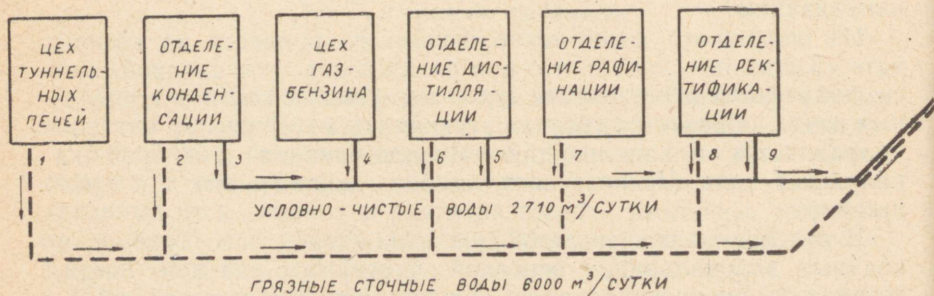 ЦЕХ
ТУННЕЛЬ-
НЫХ
ПЕЧЕЙ
ОТДЕЛЕ-
НИЕ
КОНДЕН-
САЦИИ
ЦЕХ
ГАЗ-
БЕНЗИНА
ОТДЕЛЕ-
НИЕ ДИС-
ТИЛЛЯ-
ЦИИ
ОТДЕЛЕ-
НИЕ РАФИ-
НАЦИИ
ОТДЕЛЕ-
НИЕ РЕК-
ТИФИКА-
ЦИИ
1 2 3 4 6 5 7 8 9
УСЛОВНО-ЧИСТЫЕ ВОДЫ 2710 м³/СУТКИ
ГРЯЗНЫЕ СТОЧНЫЕ ВОДЫ 6000 м³/СУТКИ